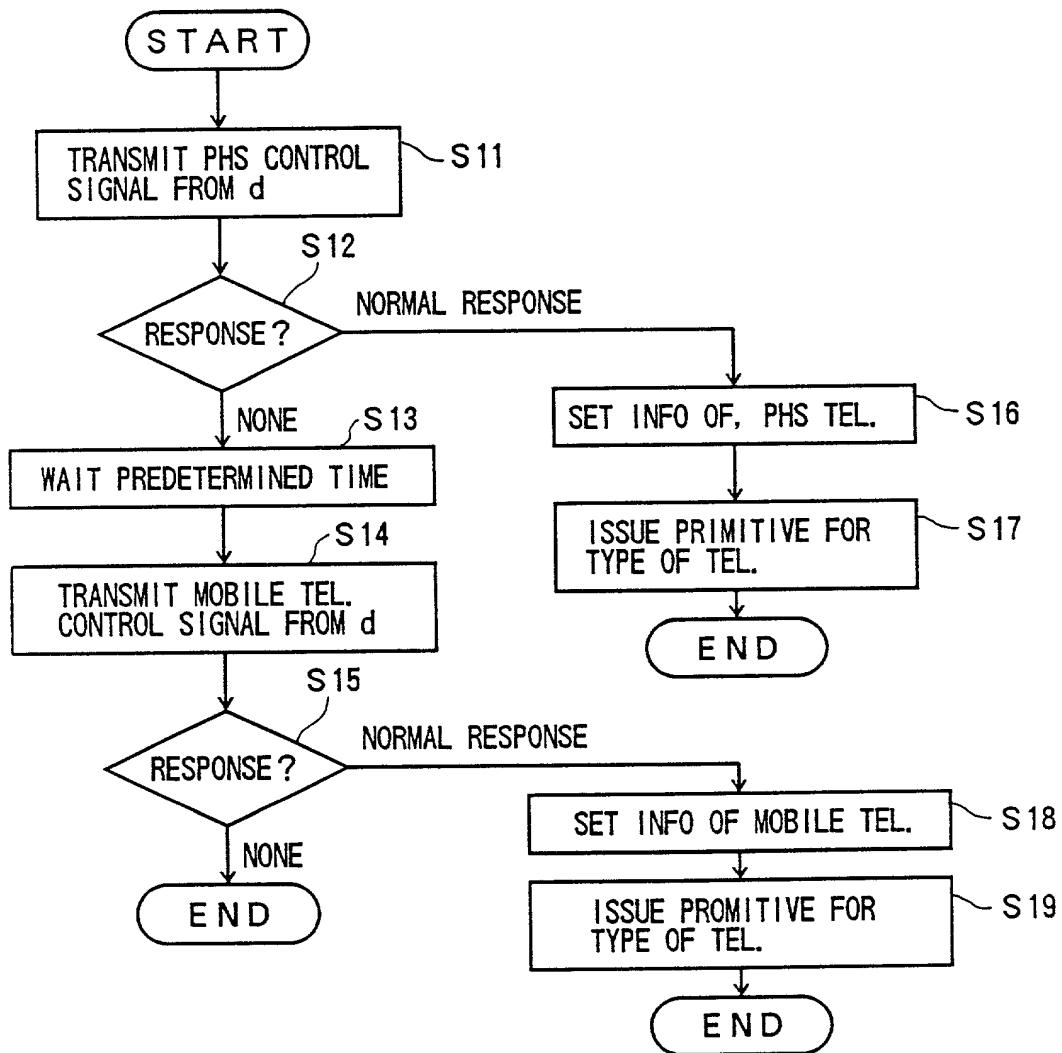 START
TRANSMIT PHS CONTROL
SIGNAL FROM d
S11
S12
RESPONSE?
NORMAL RESPONSE
NONE
S13
WAIT PREDETERMINED TIME
S14
TRANSMIT MOBILE TEL.
CONTROL SIGNAL FROM d
S15
RESPONSE?
NORMAL RESPONSE
NONE
END
SET INFO OF, PHS TEL.
S16
ISSUE PRIMITIVE FOR
TYPE OF TEL.
S17
END
SET INFO OF MOBILE TEL.
S18
ISSUE PROMITIVE FOR
TYPE OF TEL.
S19
END